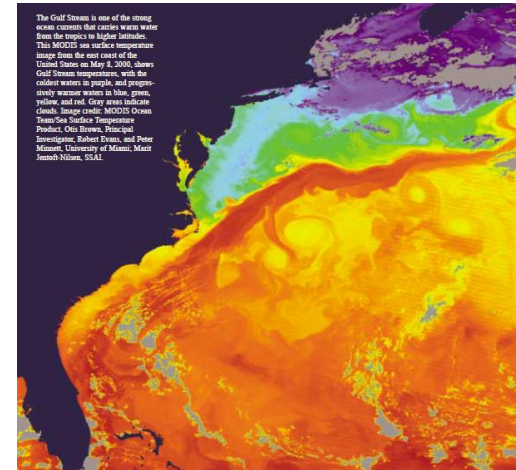 The Gulf Stream is one of the strong
ocean currents that carries warm water
from the tropics to higher latitudes.
This MODIS sea surface temperature
image from the east coast of the
United States on May 8, 2000, shows
Gulf Stream temperatures, with the
coldest waters in purple, and progres-
sively warmer waters in blue, green,
yellow, and red. Gray areas indicate
clouds. Image credit: MODIS Ocean
Team/Sea Surface Temperature
Product, Otis Brown, Principal
Investigator, Robert Evans, and Peter
Minnett, University of Miami; Marit
Jentoft-Nilsen, SSAI.